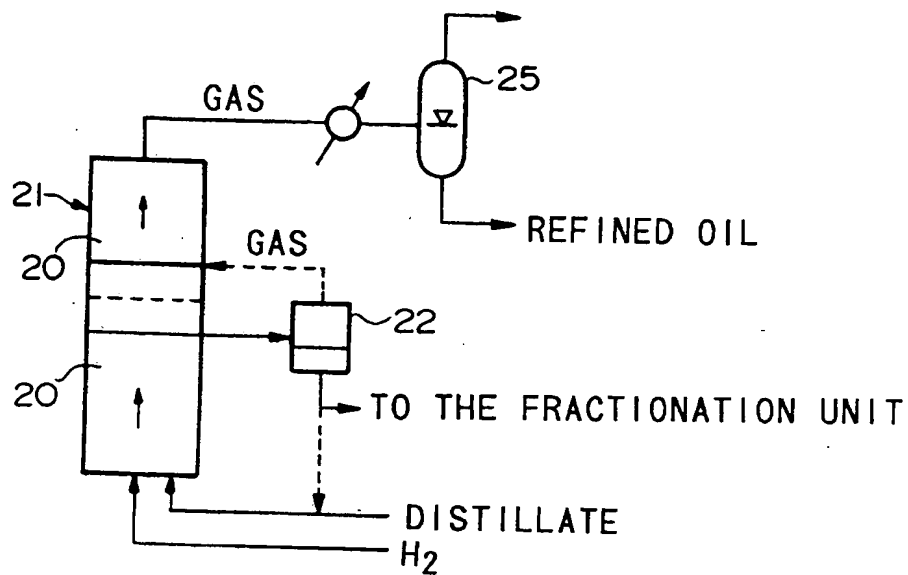 25
GAS
21
REFINED OIL
20
GAS
22
20
TO THE FRACTIONATION UNIT
DISTILLATE
H2